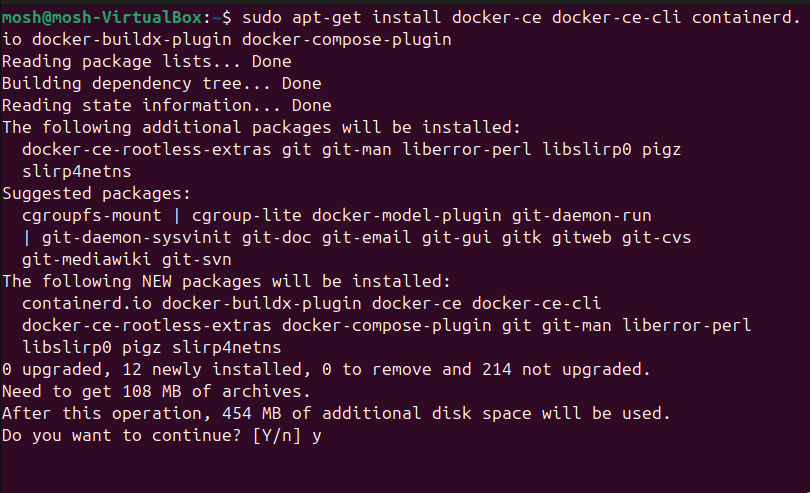 mosh@mosh-VirtualBox:~$ sudo apt-get install docker-ce docker-ce-cli containerd.
io docker-buildx-plugin docker-compose-plugin
Reading package lists... Done
Building dependency tree... Done
Reading state information... Done
The following additional packages will be installed:
  docker-ce-rootless-extras git git-man liberror-perl libslirp0 pigz
  slirp4netns
Suggested packages:
  cgroupfs-mount | cgroup-lite docker-model-plugin git-daemon-run
  | git-daemon-sysvinit git-doc git-email git-gui gitk gitweb git-cvs
  git-mediawiki git-svn
The following NEW packages will be installed:
  containerd.io docker-buildx-plugin docker-ce docker-ce-cli
  docker-ce-rootless-extras docker-compose-plugin git git-man liberror-perl
  libslirp0 pigz slirp4netns
0 upgraded, 12 newly installed, 0 to remove and 214 not upgraded.
Need to get 108 MB of archives.
After this operation, 454 MB of additional disk space will be used.
Do you want to continue? [Y/n] y